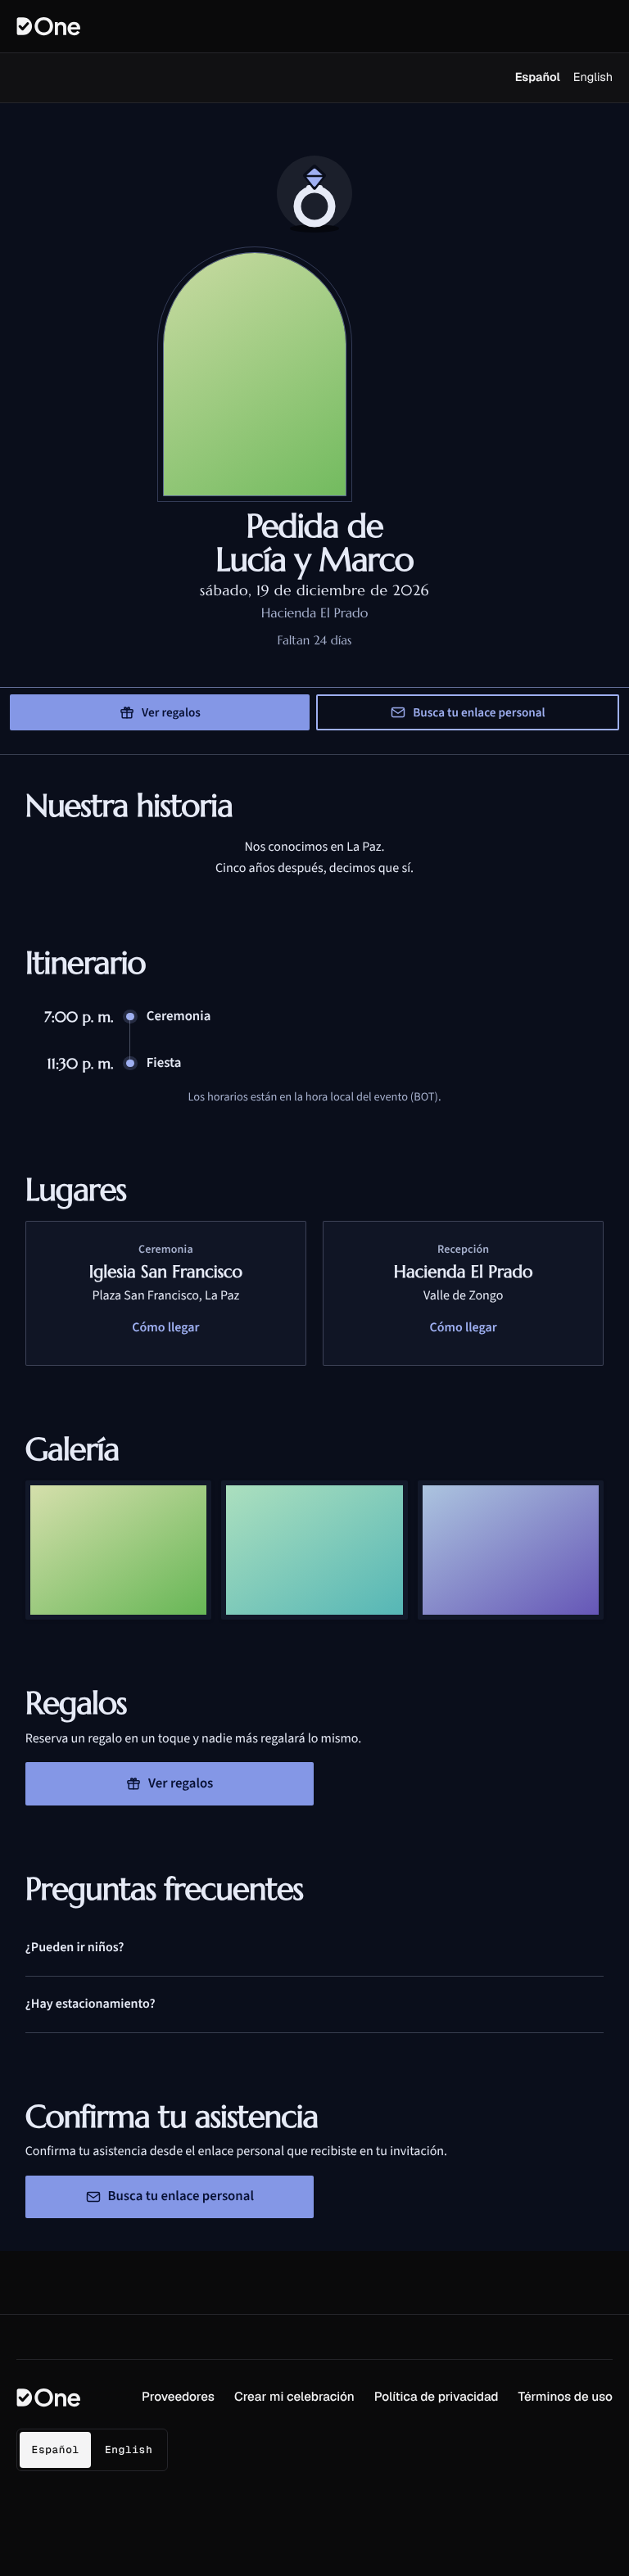 One
Español English
Pedida de
Lucía y Marco
sábado, 19 de diciembre de 2026
Hacienda El Prado
Faltan 24 días
Ver regalos
Busca tu enlace personal
Nuestra historia
Nos conocimos en La Paz.
Cinco años después, decimos que sí.
Itinerario
7:00 p. m. Ceremonia
11:30 p. m. Fiesta
Los horarios están en la hora local del evento (BOT).
Lugares
Ceremonia
Iglesia San Francisco
Plaza San Francisco, La Paz
Cómo llegar
Recepción
Hacienda El Prado
Valle de Zongo
Cómo llegar
Galería
Regalos
Reserva un regalo en un toque y nadie más regalará lo mismo.
Ver regalos
Preguntas frecuentes
¿Pueden ir niños?
¿Hay estacionamiento?
Confirma tu asistencia
Confirma tu asistencia desde el enlace personal que recibiste en tu invitación.
Busca tu enlace personal
One
Proveedores Crear mi celebración Política de privacidad Términos de uso
Español English